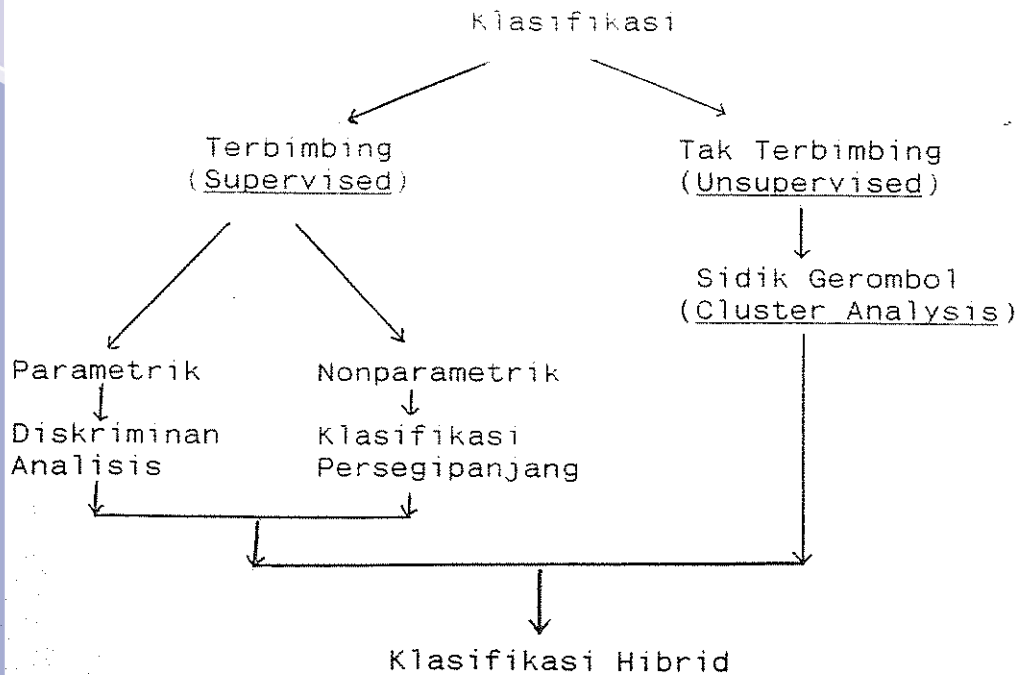 Klasifikasi
Terbimbing
(Supervised)
Tak Terbimbing
(Unsupervised)
Sidik Gerombol
(Cluster Analysis)
Parametrik
Nonparametrik
Diskriminan
Analisis
Klasifikasi
Persegipanjang
Klasifikasi Hibrid